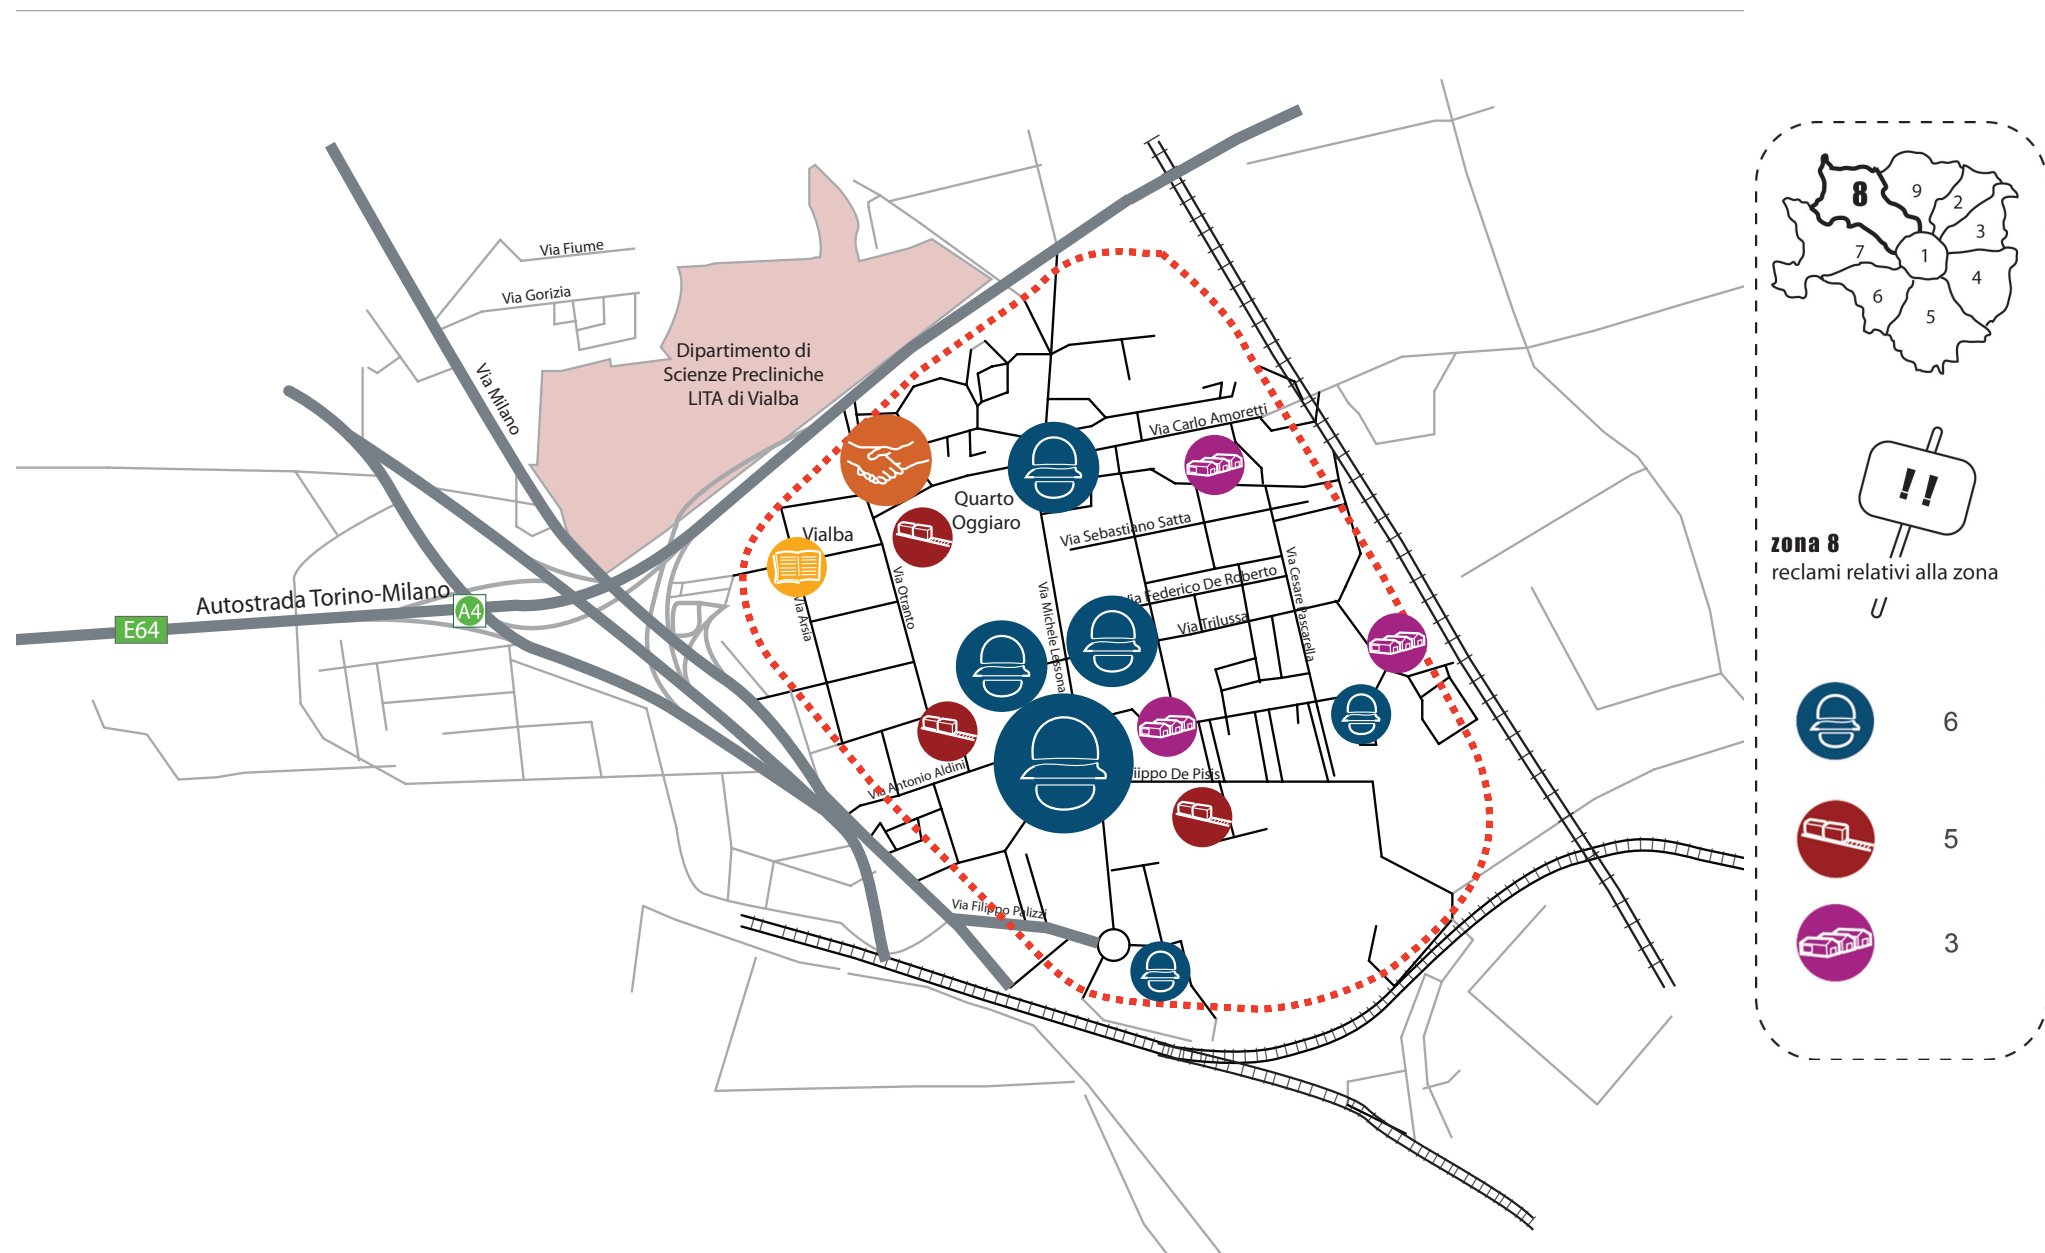 Via Fiume
Via Gorizia
Via Milano
Dipartimento di
Scienze Precliniche
LITA di Vialba
Autostrada Torino-Milano
E64
A4
Via Carlo Amoretti
Quarto
Oggiaro
Vialba
Via Sebastiano Satta
Via Federico De Roberto
Via Trilussa
Via Cesare Pascarella
Via Michele Lessona
Via Otranto
Via Arsia
Via Antonio Aldini
iippo De Pisis
Via Filippo Palizzi
8
9
2
3
1
7
4
6
5
!!
zona 8
reclami relativi alla zona
6
5
3